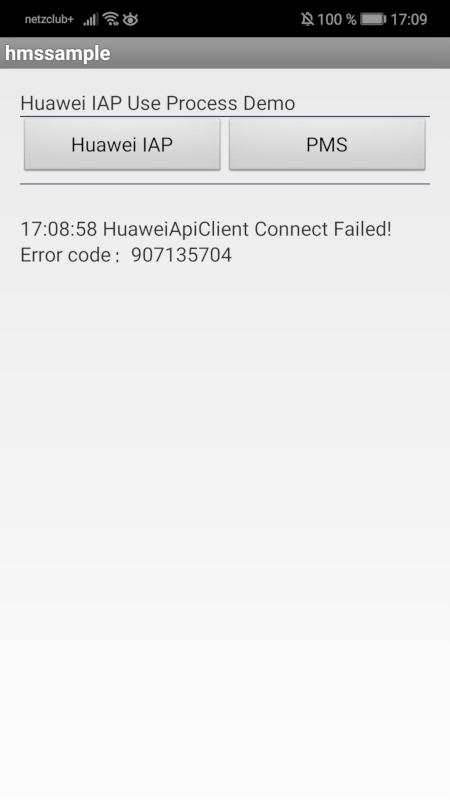 netzclub+ 100 % 17:09
hmssample
Huawei IAP Use Process Demo
Huawei IAP PMS
17:08:58 HuaweiApiClient Connect Failed!
Error code：907135704